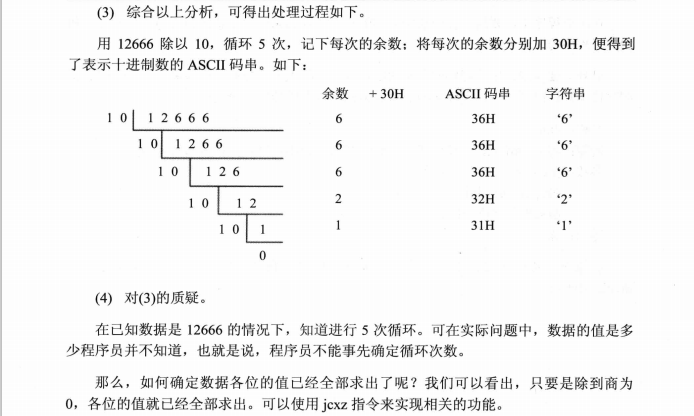 (3) 综合以上分析，可得出处理过程如下。
用 12666 除以 10，循环 5 次，记下每次的余数；将每次的余数分别加 30H，便得到
了表示十进制数的 ASCII 码串。如下：
余数 + 30H ASCII 码串 字符串
10 12666 6 36H ‘6’
10 1266 6 36H ‘6’
10 126 6 36H ‘6’
10 12 2 32H ‘2’
10 1 1 31H ‘1’
0
(4) 对(3)的质疑。
在已知数据是 12666 的情况下，知道进行 5 次循环。可在实际问题中，数据的值是多
少程序员并不知道，也就是说，程序员不能事先确定循环次数。
那么，如何确定数据各位的值已经全部求出了呢？我们可以看出，只要是除到商为
0，各位的值就已经全部求出。可以使用 jcxz 指令来实现相关的功能。